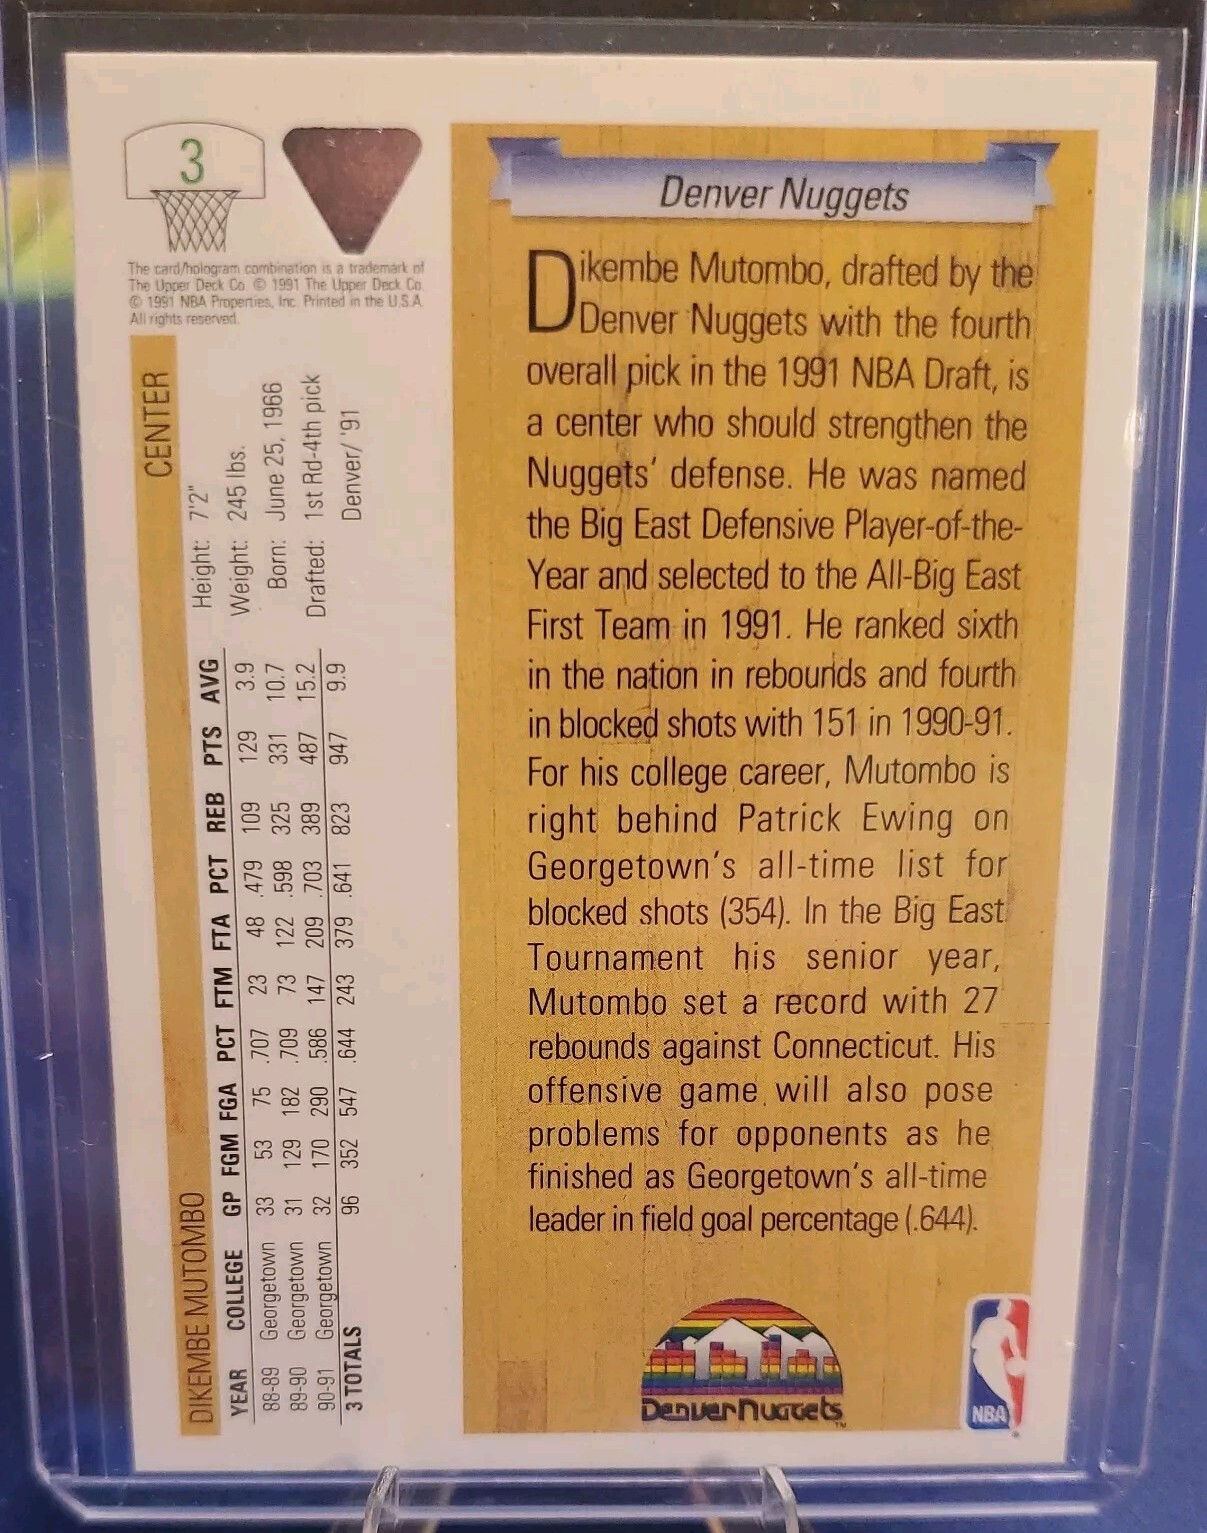 3
The card/hologram combination is a trademark of
The Upper Deck Co. © 1991 The Upper Deck Co.
© 1991 NBA Properties, Inc. Printed in the U.S.A.
All rights reserved.
DIKEMBE MUTOMBO CENTER
Height: 7'2"
Weight: 245 lbs.
Born: June 25, 1966
Drafted: 1st Rd-4th pick
Denver/ '91
YEAR COLLEGE GP FGM FGA PCT FTM FTA PCT REB PTS AVG
88-89 Georgetown 33 53 75 .707 23 48 .479 109 129 3.9
89-90 Georgetown 31 129 182 .709 73 122 .598 325 331 10.7
90-91 Georgetown 32 170 290 .586 147 209 .703 389 487 15.2
3 TOTALS 96 352 547 .644 243 379 .641 823 947 9.9
Denver Nuggets
Dikembe Mutombo, drafted by the
Denver Nuggets with the fourth
overall pick in the 1991 NBA Draft, is
a center who should strengthen the
Nuggets' defense. He was named
the Big East Defensive Player-of-the-
Year and selected to the All-Big East
First Team in 1991. He ranked sixth
in the nation in rebounds and fourth
in blocked shots with 151 in 1990-91.
For his college career, Mutombo is
right behind Patrick Ewing on
Georgetown's all-time list for
blocked shots (354). In the Big East
Tournament his senior year,
Mutombo set a record with 27
rebounds against Connecticut. His
offensive game will also pose
problems for opponents as he
finished as Georgetown's all-time
leader in field goal percentage (.644).
Denver Nuggets TM
NBA